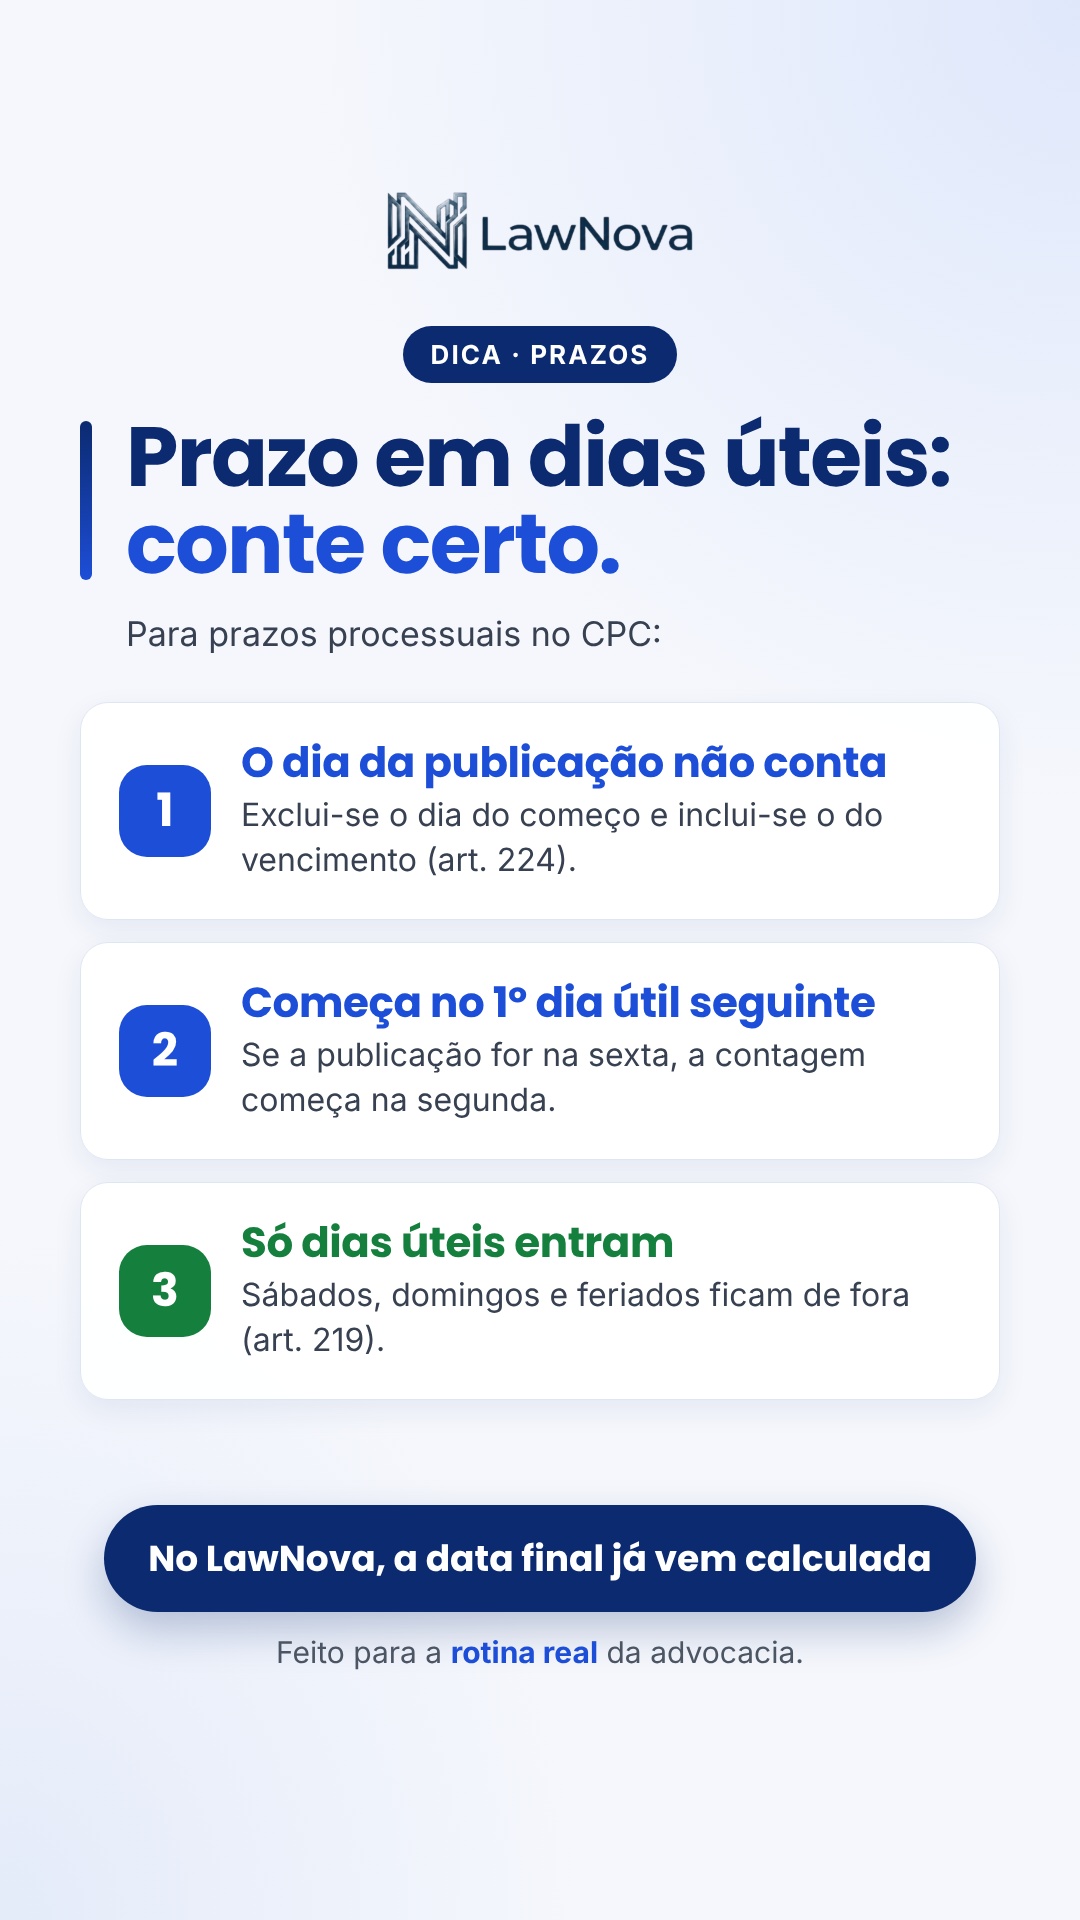 LawNova
DICA · PRAZOS
Prazo em dias úteis:
conte certo.
Para prazos processuais no CPC:
1
O dia da publicação não conta
Exclui-se o dia do começo e inclui-se o do
vencimento (art. 224).
2
Começa no 1º dia útil seguinte
Se a publicação for na sexta, a contagem
começa na segunda.
3
Só dias úteis entram
Sábados, domingos e feriados ficam de fora
(art. 219).
No LawNova, a data final já vem calculada
Feito para a rotina real da advocacia.